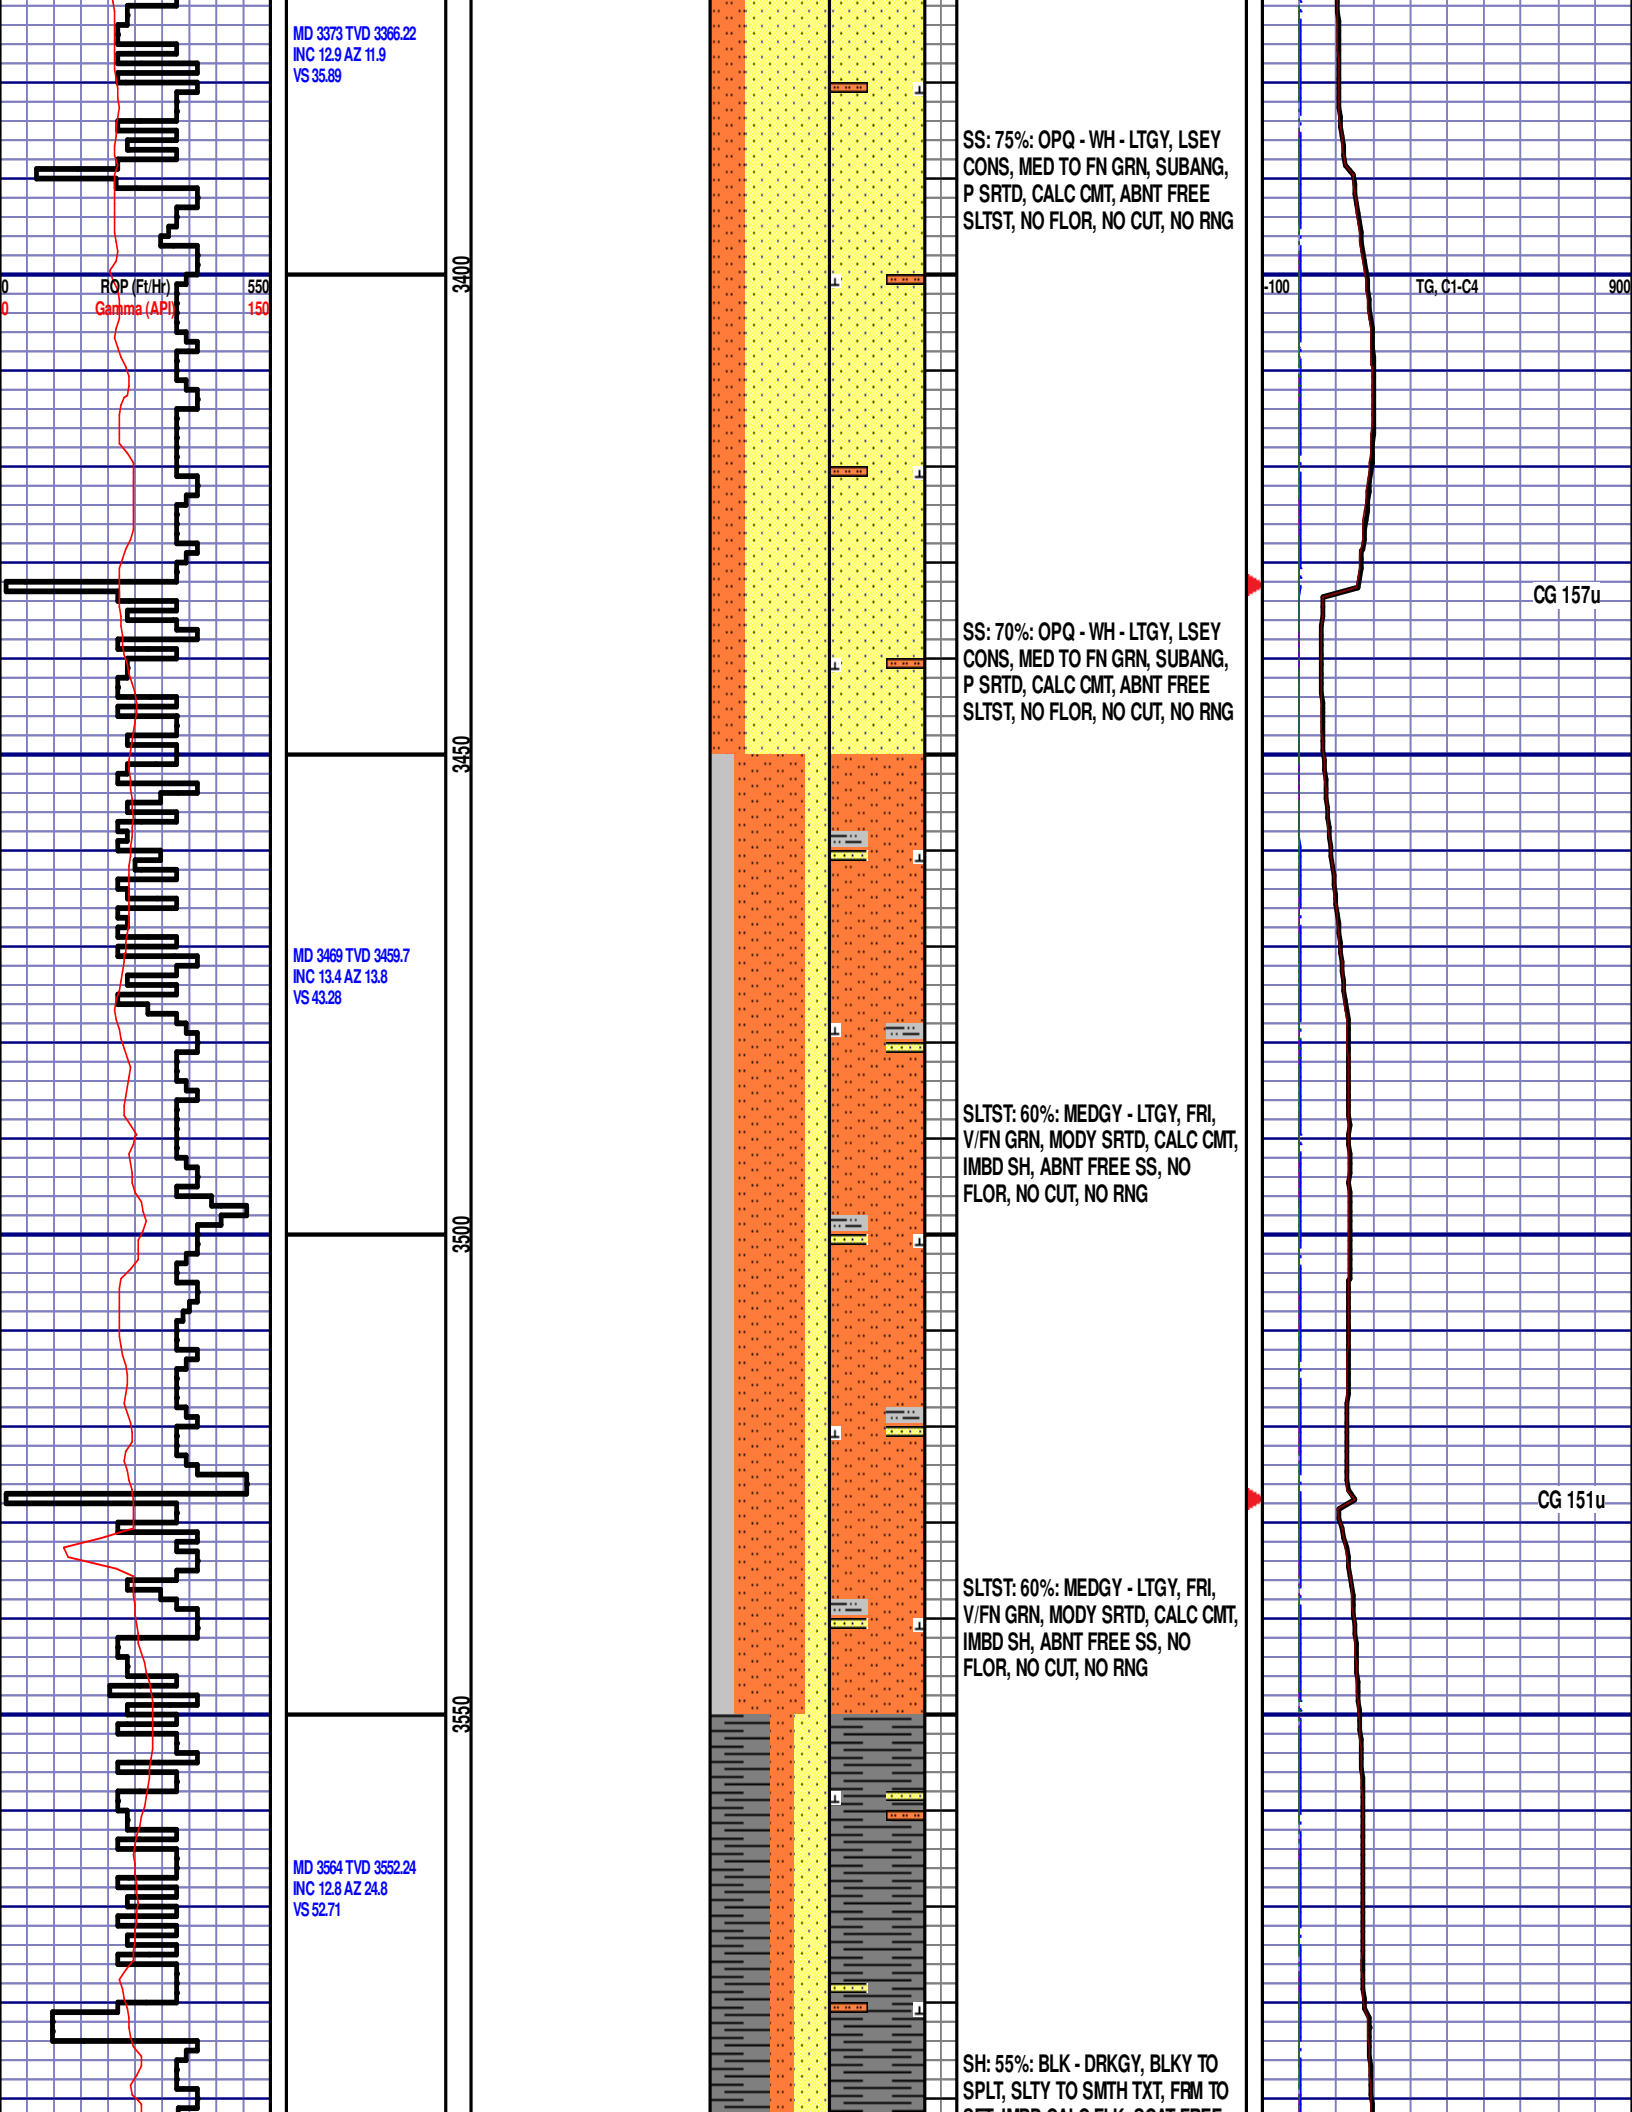 MD 3373 TVD 3366.22
INC 12.9 AZ 11.9
VS 35.89
SS: 75%: OPQ - WH - LTGY, LSEY
CONS, MED TO FN GRN, SUBANG,
P SRTD, CALC CMT, ABNT FREE
SLTST, NO FLOR, NO CUT, NO RNG
3400
0 ROP (Ft/Hr) 550
0 Gamma (API) 150
-100 TG, C1-C4 900
CG 157u
SS: 70%: OPQ - WH - LTGY, LSEY
CONS, MED TO FN GRN, SUBANG,
P SRTD, CALC CMT, ABNT FREE
SLTST, NO FLOR, NO CUT, NO RNG
3450
MD 3469 TVD 3459.7
INC 13.4 AZ 13.8
VS 43.28
SLTST: 60%: MEDGY - LTGY, FRI,
V/FN GRN, MODY SRTD, CALC CMT,
IMBD SH, ABNT FREE SS, NO
FLOR, NO CUT, NO RNG
3500
CG 151u
SLTST: 60%: MEDGY - LTGY, FRI,
V/FN GRN, MODY SRTD, CALC CMT,
IMBD SH, ABNT FREE SS, NO
FLOR, NO CUT, NO RNG
3550
MD 3564 TVD 3552.24
INC 12.8 AZ 24.8
VS 52.71
SH: 55%: BLK - DRKGY, BLKY TO
SPLT, SLTY TO SMTH TXT, FRM TO